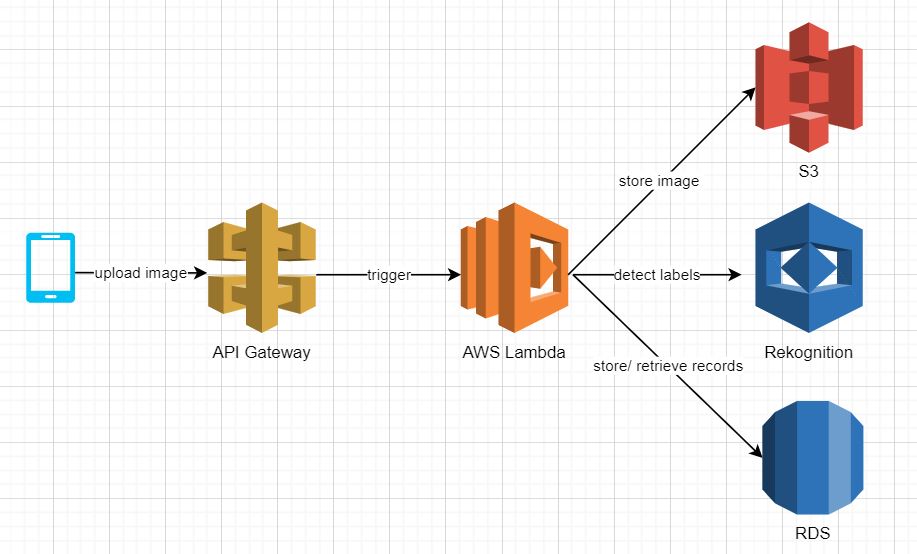 S3
store image
upload image
trigger
detect labels
API Gateway
AWS Lambda
Rekognition
store/ retrieve records
RDS